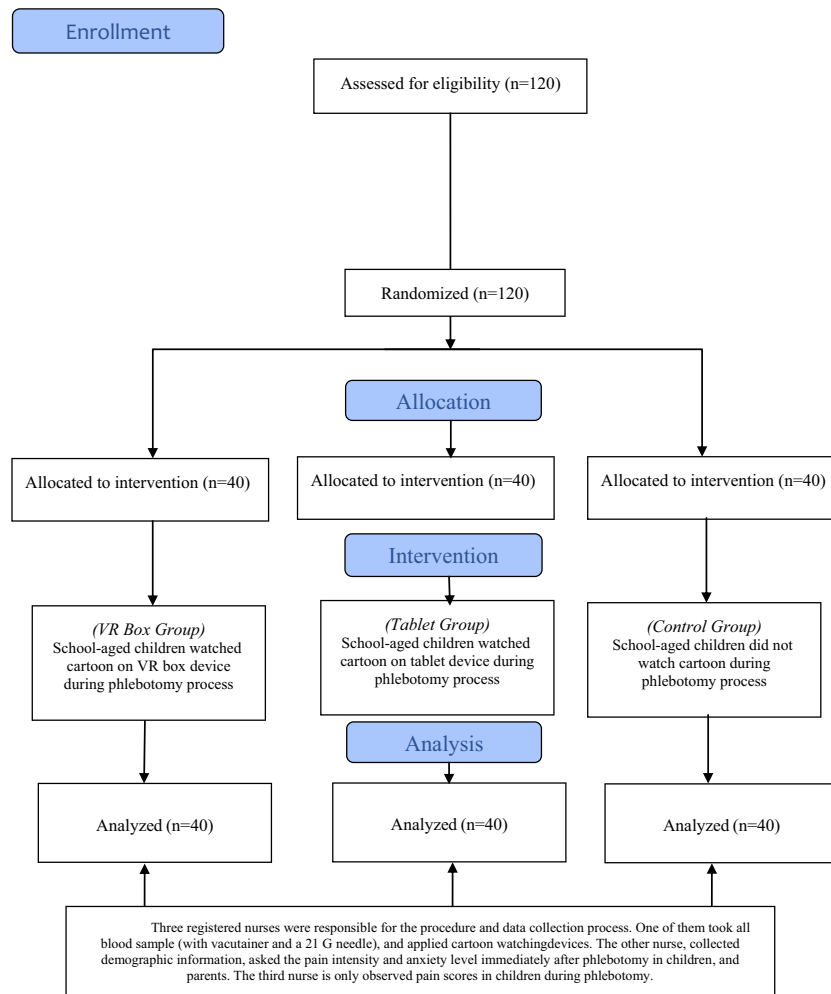 Enrollment
Assessed for eligibility (n=120)
Randomized (n=120)
Allocation
Allocated to intervention (n=40)
Allocated to intervention (n=40)
Allocated to intervention (n=40)
Intervention
(VR Box Group)
School-aged children watched
cartoon on VR box device
during phlebotomy process
(Tablet Group)
School-aged children watched
cartoon on tablet device during
phlebotomy process
(Control Group)
School-aged children did not
watch cartoon during
phlebotomy process
Analysis
Analyzed (n=40)
Analyzed (n=40)
Analyzed (n=40)
Three registered nurses were responsible for the procedure and data collection process. One of them took all
blood sample (with vacutainer and a 21 G needle), and applied cartoon watchingdevices. The other nurse, collected
demographic information, asked the pain intensity and anxiety level immediately after phlebotomy in children, and
parents. The third nurse is only observed pain scores in children during phlebotomy.